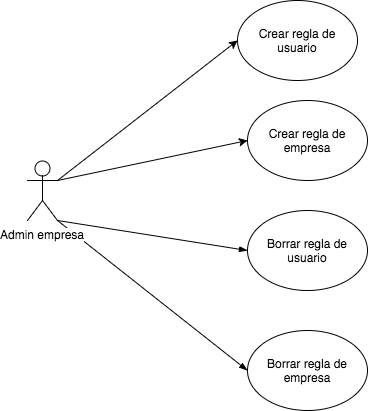 Crear regla de
usuario
Crear regla de
empresa
Admin empresa
Borrar regla de
usuario
Borrar regla de
empresa